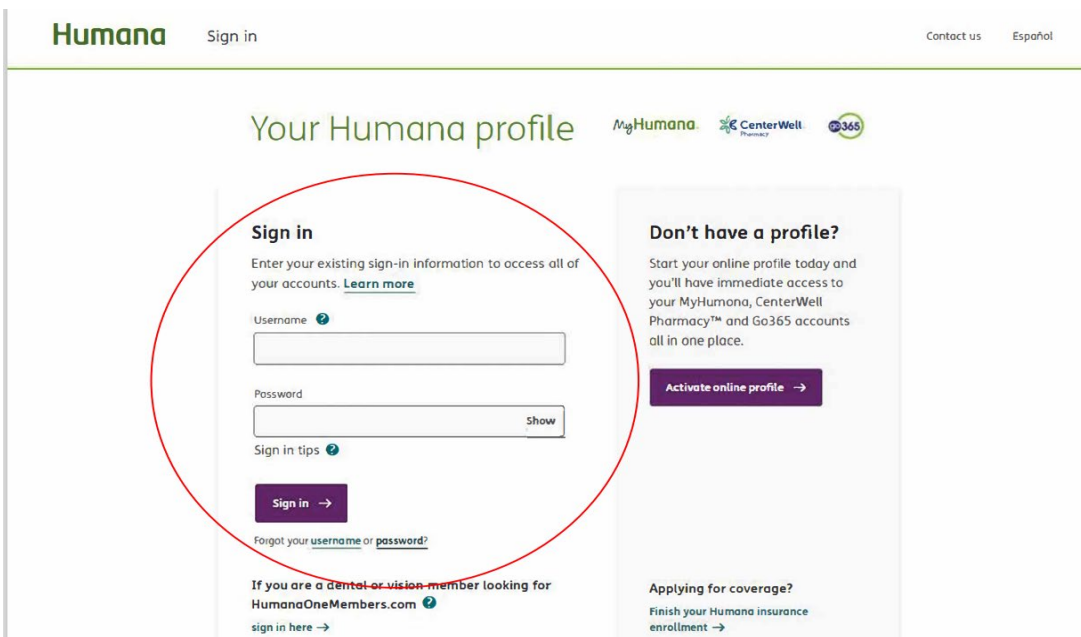 Humana
Sign in
Contact us
Español
Your Humana profile
MyHumana.
CenterWell
Pharmacy
GO365
Sign in
Enter your existing sign-in information to access all of
your accounts. Learn more
Username ?
Password
Show
Sign in tips ?
Sign in →
Forgot your username or password?
If you are a dental or vision member looking for
HumanaOneMembers.com ?
sign in here →
Don't have a profile?
Start your online profile today and
you'll have immediate access to
your MyHumana, CenterWell
Pharmacy™ and Go365 accounts
all in one place.
Activate online profile →
Applying for coverage?
Finish your Humana insurance
enrollment →